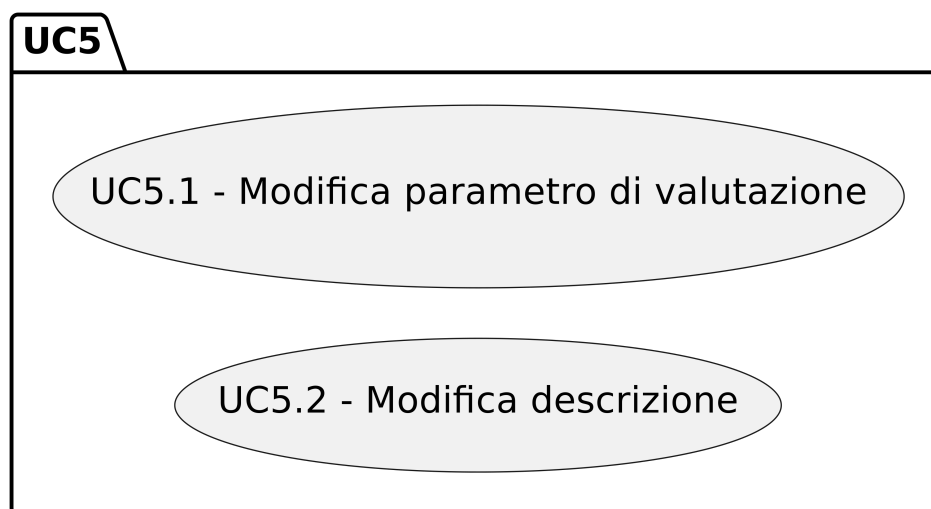 UC5
UC5.1 - Modifica parametro di valutazione
UC5.2 - Modifica descrizione